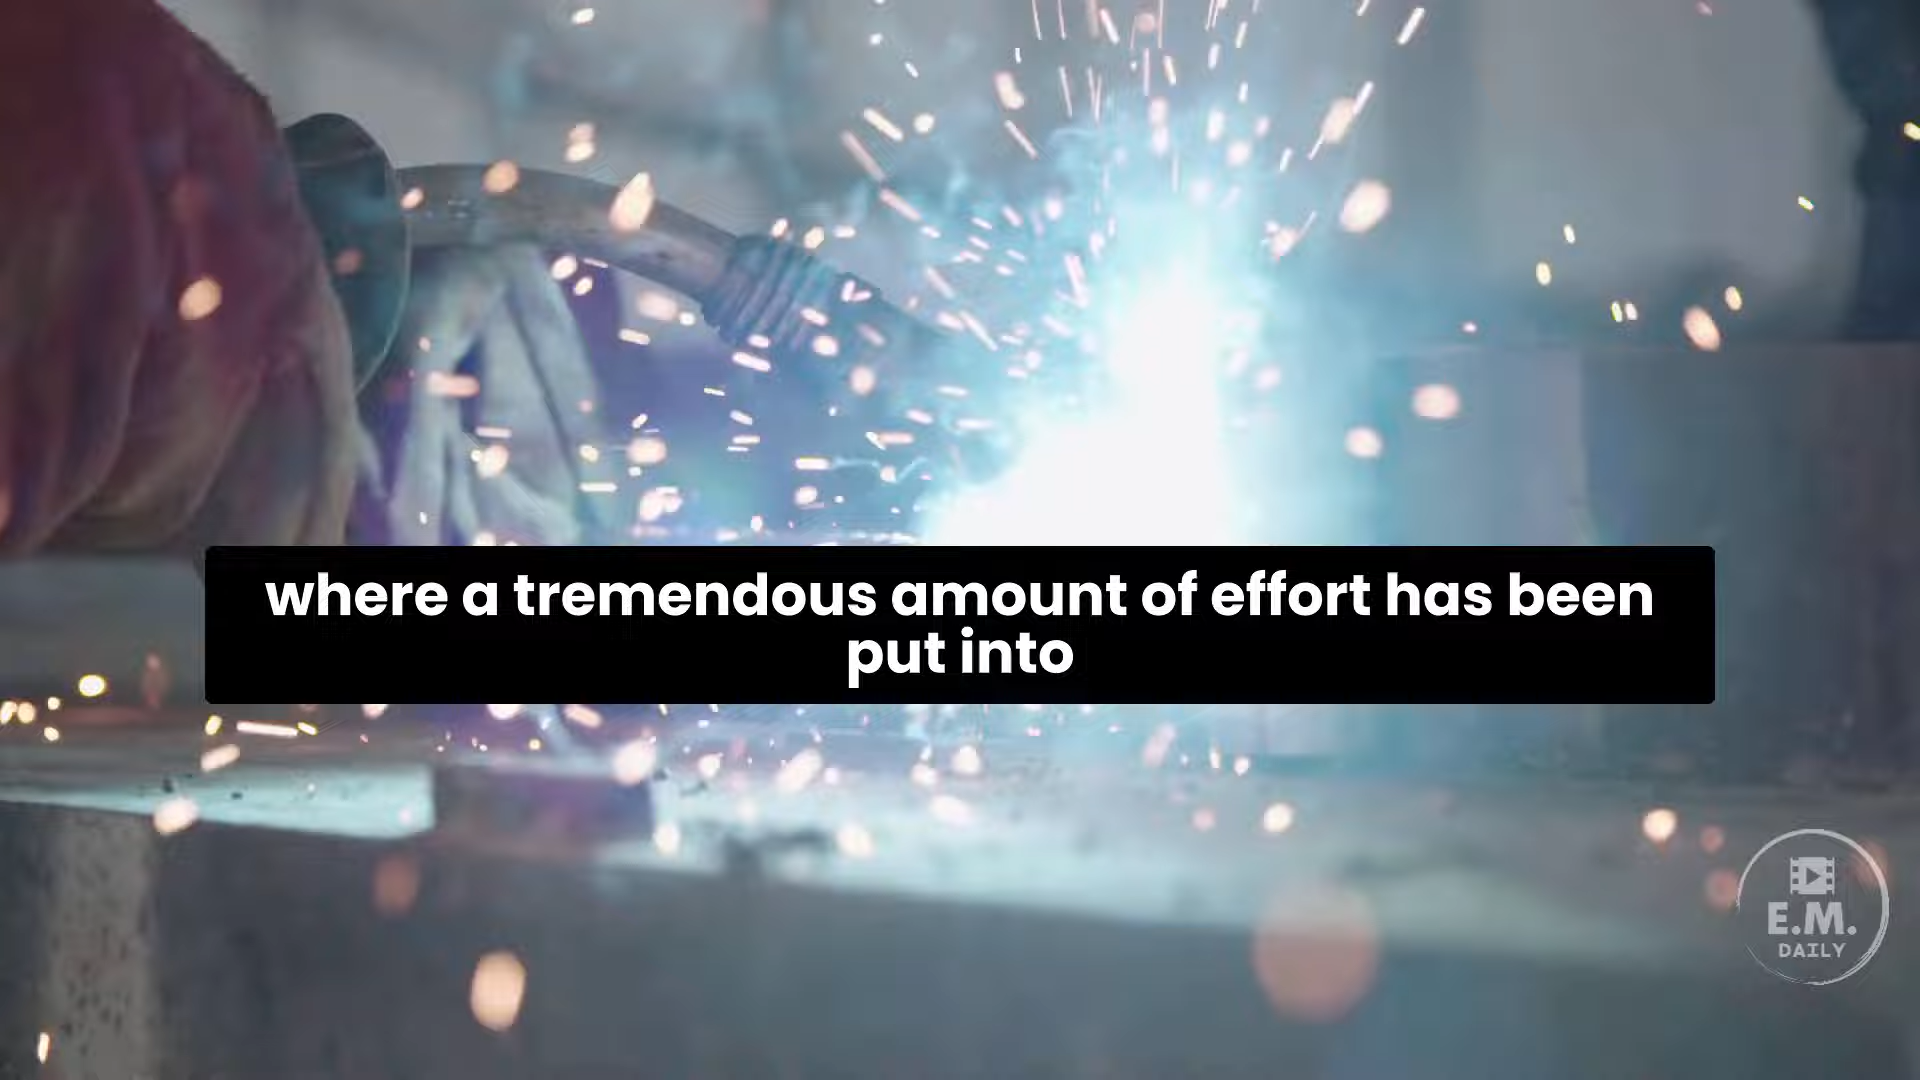 where a tremendous amount of effort has been
put into
E.M.
DAILY